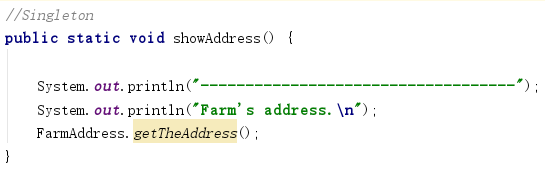 //Singleton
public static void showAddress() {
System.out.println("-----------------------------------");
System.out.println("Farm's address.\n");
FarmAddress.getTheAddress();
}